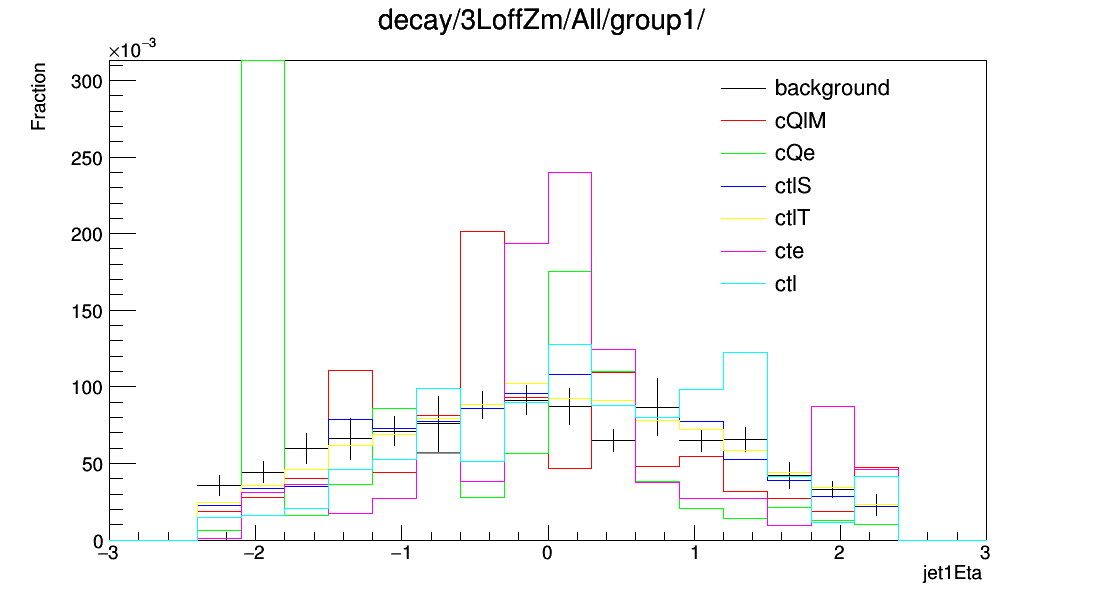 decay/3LoffZm/All/group1/
×10⁻³
Fraction
300
250
200
150
100
50
0
−3
−2
−1
0
1
2
3
jet1Eta
background
cQlM
cQe
ctlS
ctlT
cte
ctl